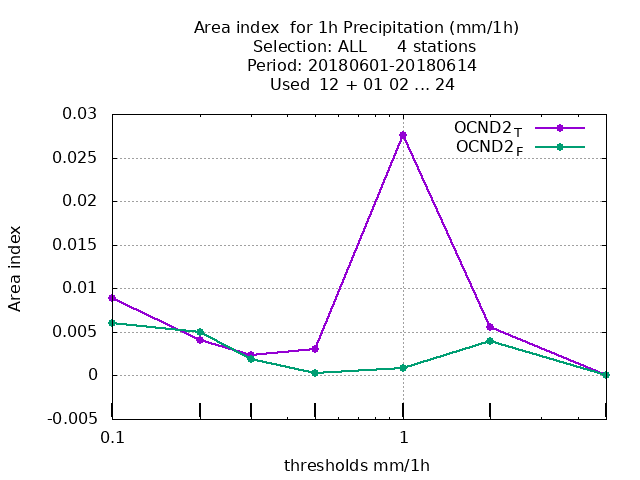 Area index  for 1h Precipitation (mm/1h)
Selection: ALL      4 stations
Period: 20180601-20180614
Used  12 + 01 02 ... 24
0.03
OCND2T
OCND2F
0.025
0.02
0.015
0.01
0.005
0
-0.005
Area index
0.1
1
thresholds mm/1h